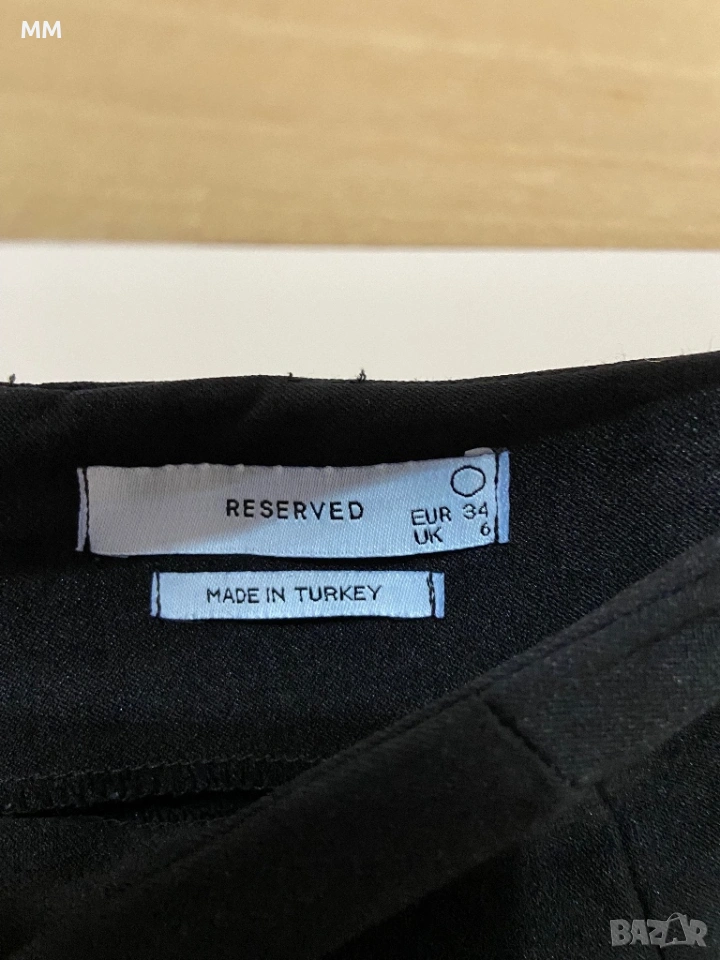 MM
RESERVED
EUR 34
UK 6
MADE IN TURKEY
BAZAR